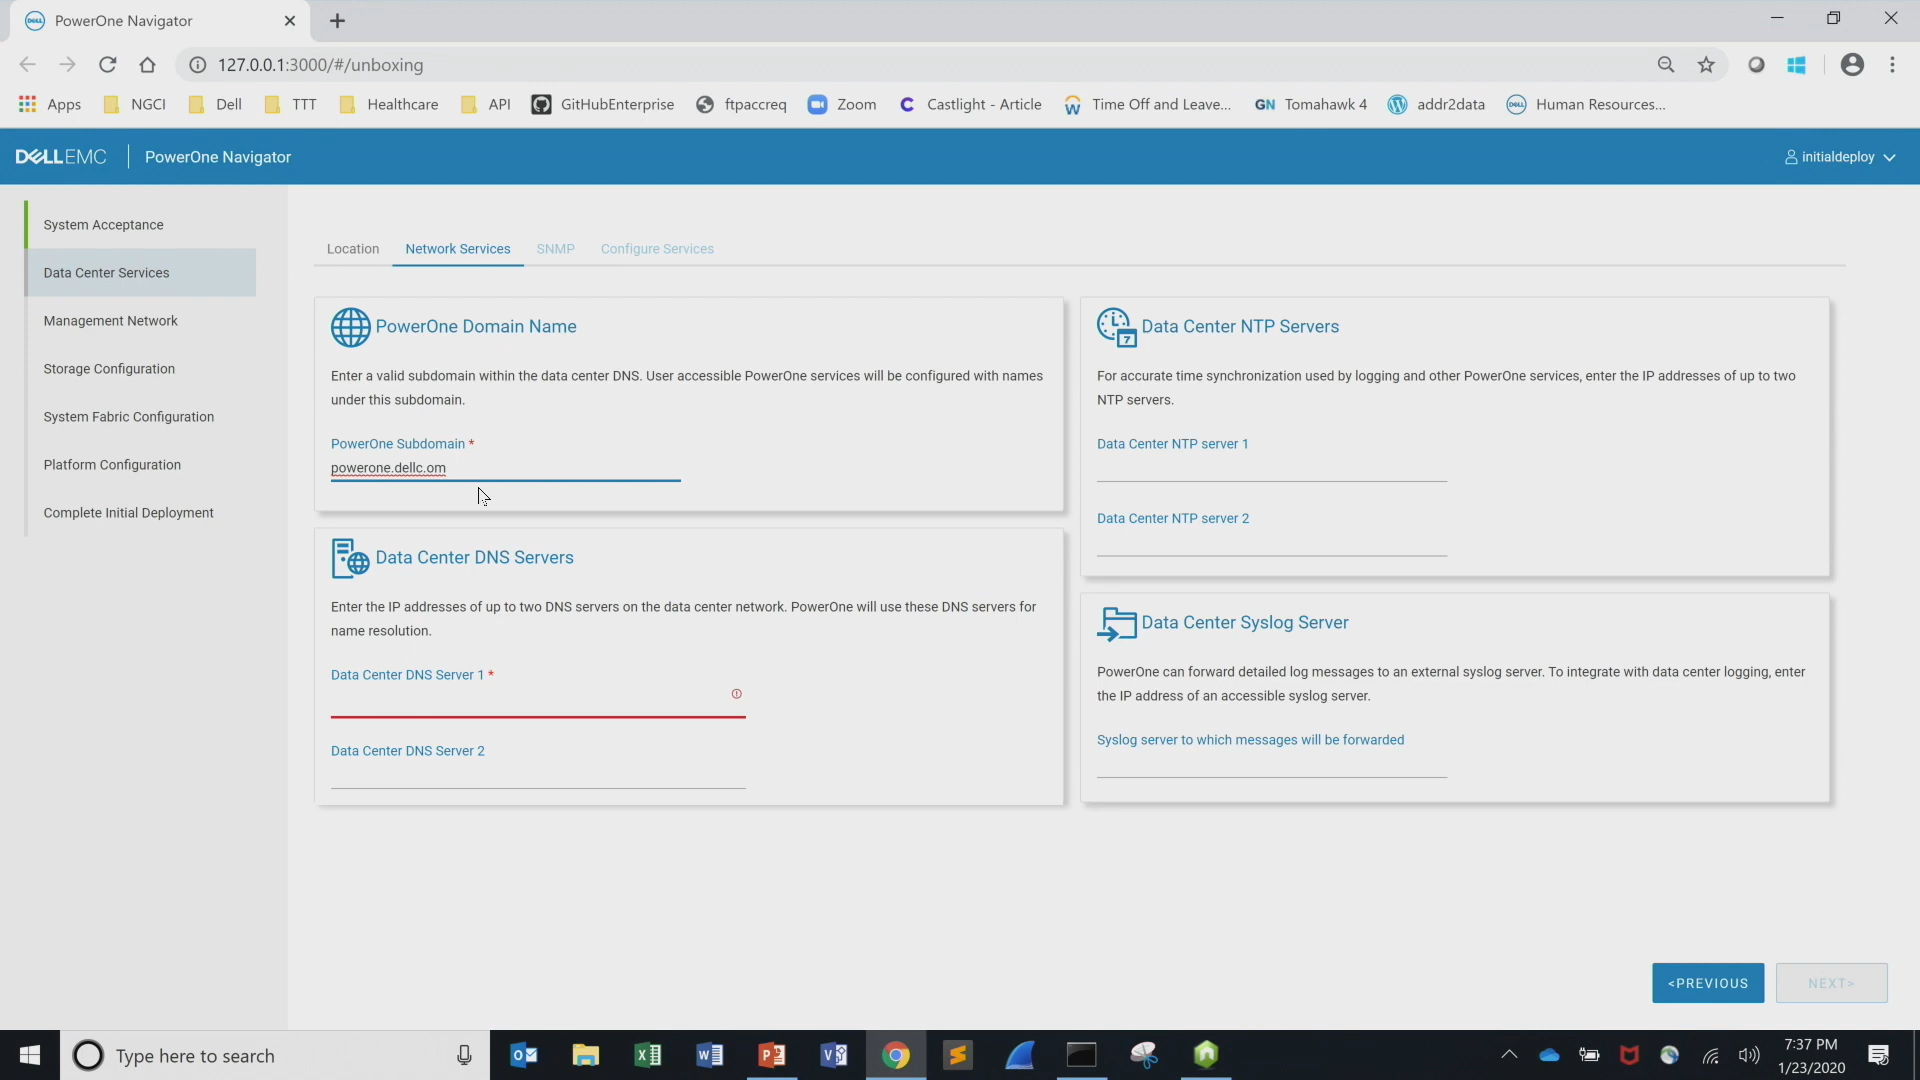 PowerOne Navigator
127.0.0.1:3000/#/unboxing
Apps NGCI Dell TTT Healthcare API GitHubEnterprise ftpaccreq Zoom Castlight - Article Time Off and Leave... GN Tomahawk 4 addr2data Human Resources...
DELLEMC PowerOne Navigator initialdeploy
System Acceptance
Data Center Services
Management Network
Storage Configuration
System Fabric Configuration
Platform Configuration
Complete Initial Deployment
Location Network Services SNMP Configure Services
PowerOne Domain Name
Enter a valid subdomain within the data center DNS. User accessible PowerOne services will be configured with names
under this subdomain.
PowerOne Subdomain *
powerone.dellc.om
Data Center DNS Servers
Enter the IP addresses of up to two DNS servers on the data center network. PowerOne will use these DNS servers for
name resolution.
Data Center DNS Server 1 *
Data Center DNS Server 2
Data Center NTP Servers
For accurate time synchronization used by logging and other PowerOne services, enter the IP addresses of up to two
NTP servers.
Data Center NTP server 1
Data Center NTP server 2
Data Center Syslog Server
PowerOne can forward detailed log messages to an external syslog server. To integrate with data center logging, enter
the IP address of an accessible syslog server.
Syslog server to which messages will be forwarded
<PREVIOUS NEXT>
Type here to search
7:37 PM
1/23/2020